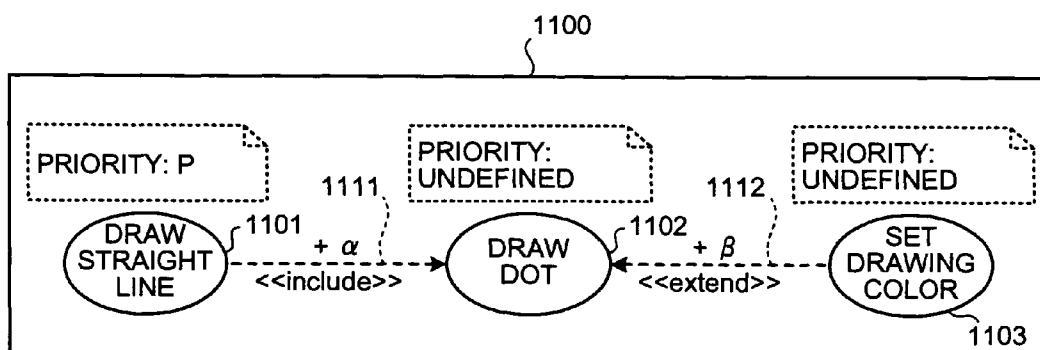 1100
PRIORITY: P
PRIORITY:
UNDEFINED
PRIORITY:
UNDEFINED
1111
1112
1101
1102
DRAW
STRAIGHT
LINE
+ α
<<include>>
DRAW
DOT
+ β
<<extend>>
SET
DRAWING
COLOR
1103